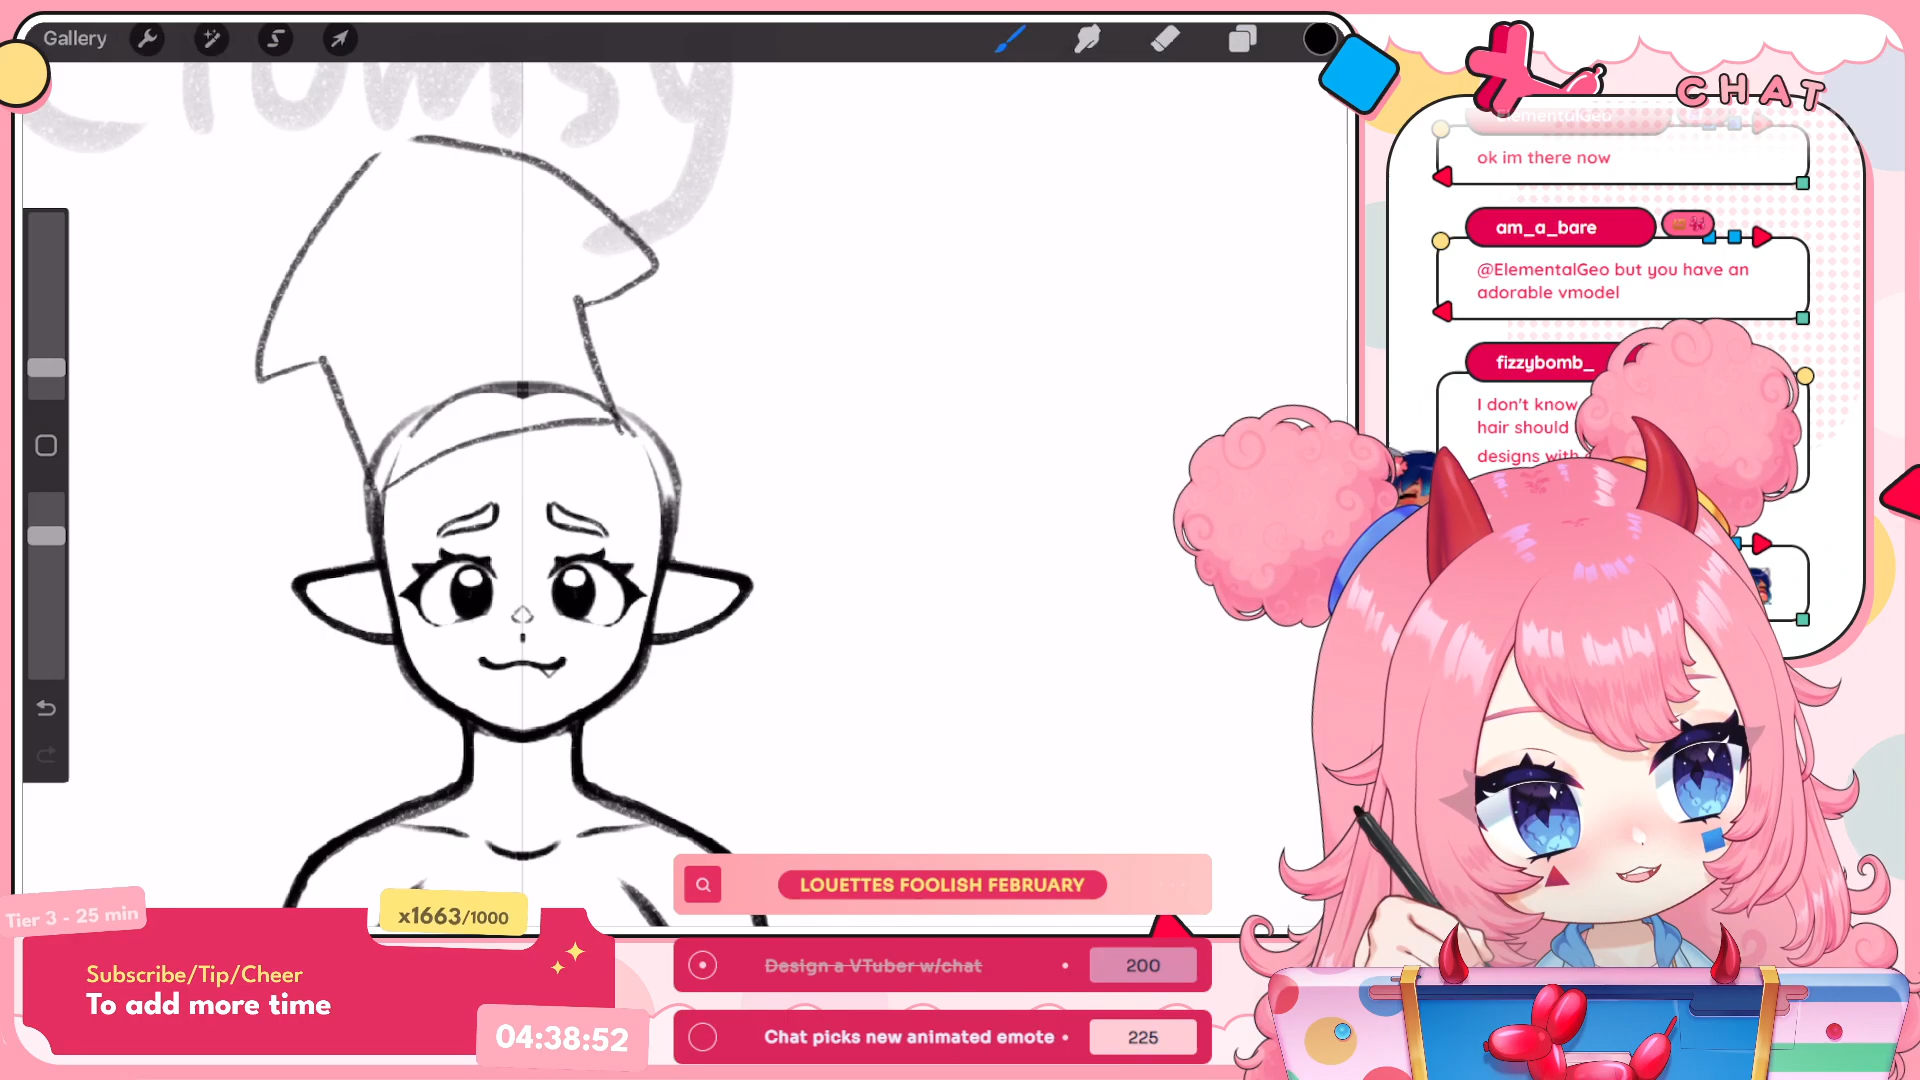 Gallery
Clowsy
CHAT
ElementalGeo
ok im there now
am_a_bare
@ElementalGeo but you have an
adorable vmodel
fizzybomb_
I don't know
hair should
designs with
LOUETTES FOOLISH FEBRUARY
Tier 3 - 25 min
x1663/1000
Subscribe/Tip/Cheer
To add more time
04:38:52
Design a VTuber w/chat • 200
Chat picks new animated emote • 225